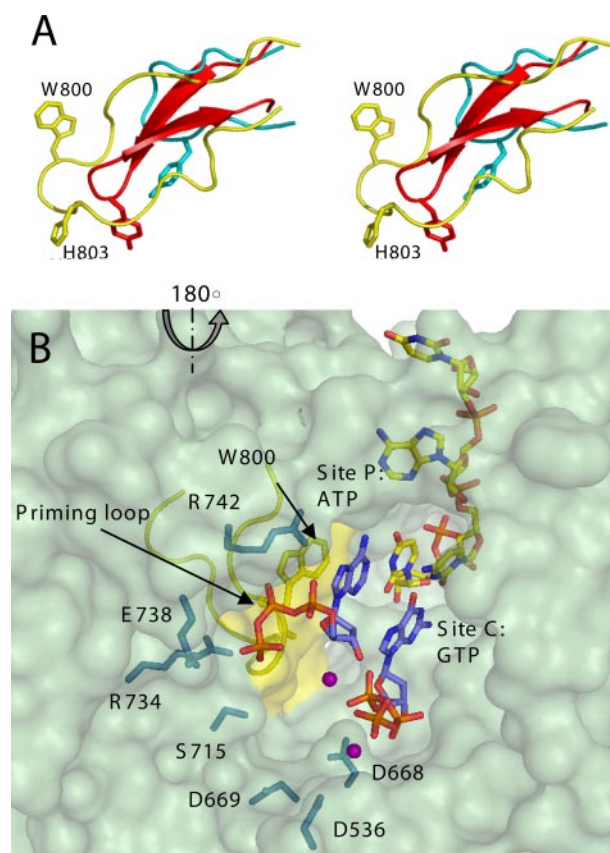 A
W800
W800
H803
H803
180°
B
W800
Site P:
ATP
R742
Priming loop
E738
Site C:
GTP
R734
S715
D668
D669
D536